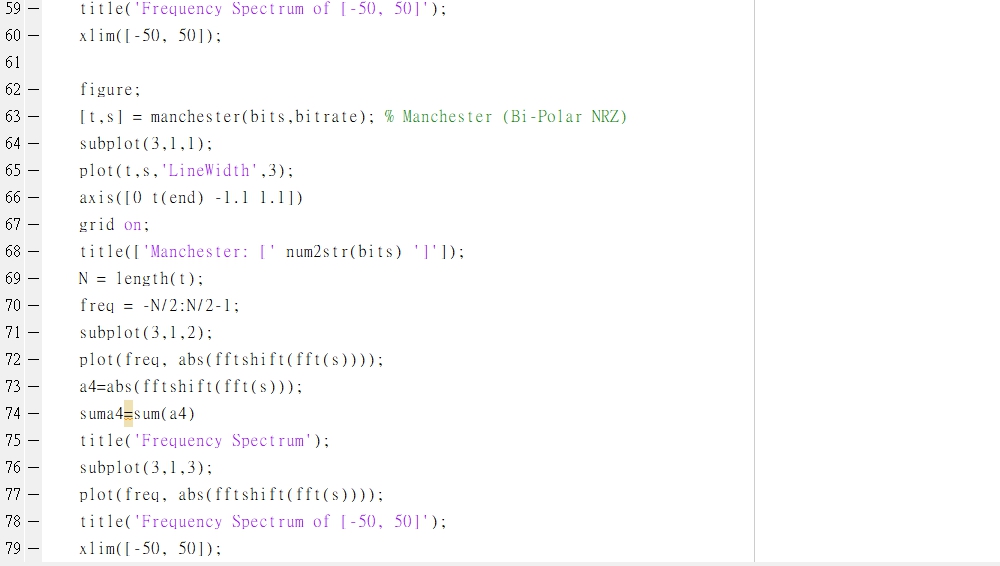 59 — title('Frequency Spectrum of [-50, 50]');
60 — xlim([-50, 50]);
61
62 — figure;
63 — [t,s] = manchester(bits,bitrate); % Manchester (Bi-Polar NRZ)
64 — subplot(3,1,1);
65 — plot(t,s,'LineWidth',3);
66 — axis([0 t(end) -1.1 1.1])
67 — grid on;
68 — title(['Manchester: [' num2str(bits) ']']);
69 — N = length(t);
70 — freq = -N/2:N/2-1;
71 — subplot(3,1,2);
72 — plot(freq, abs(fftshift(fft(s))));
73 — a4=abs(fftshift(fft(s)));
74 — suma4=sum(a4)
75 — title('Frequency Spectrum');
76 — subplot(3,1,3);
77 — plot(freq, abs(fftshift(fft(s))));
78 — title('Frequency Spectrum of [-50, 50]');
79 — xlim([-50, 50]);